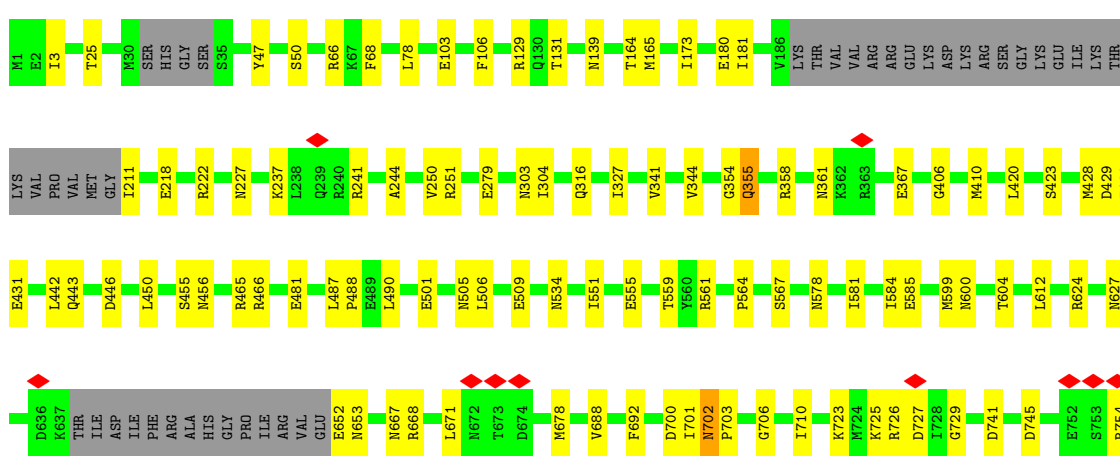 M1 E2 I3 T25 M30 SER HIS GLY SER S35 Y47 S50 R66 K67 F68 L78 E103 F106 R129 Q130 T131 N139 T164 M165 I173 E180 I181 V186 LYS THR VAL VAL ARG ARG GLU LYS ASP LYS ARG SER GLY LYS GLU ILE LYS THR
LYS VAL PRO VAL MET GLY I211 E218 R222 N227 K237 L238 Q239 R240 R241 A244 V250 R251 E279 N303 I304 Q316 I327 V341 V344 G354 Q355 R358 N361 K362 R363 E367 G406 M410 L420 S423 M428 D429
E431 L442 Q443 D446 L450 S455 N456 R465 R466 E481 L487 P488 E489 L490 E501 N505 L506 E509 N534 I551 E555 T559 Y560 R561 P564 S567 N578 I581 I584 E585 M599 N600 T604 L612 R624 N627
D636 K637 THR ILE ASP ILE PHE ARG ALA HIS GLY PRO ILE ARG VAL GLU E652 N653 N667 R668 L671 N672 T673 D674 M678 V688 F692 D700 I701 N702 P703 G706 I710 K723 M724 K725 R726 D727 I728 G729 D741 D745 E752 S753